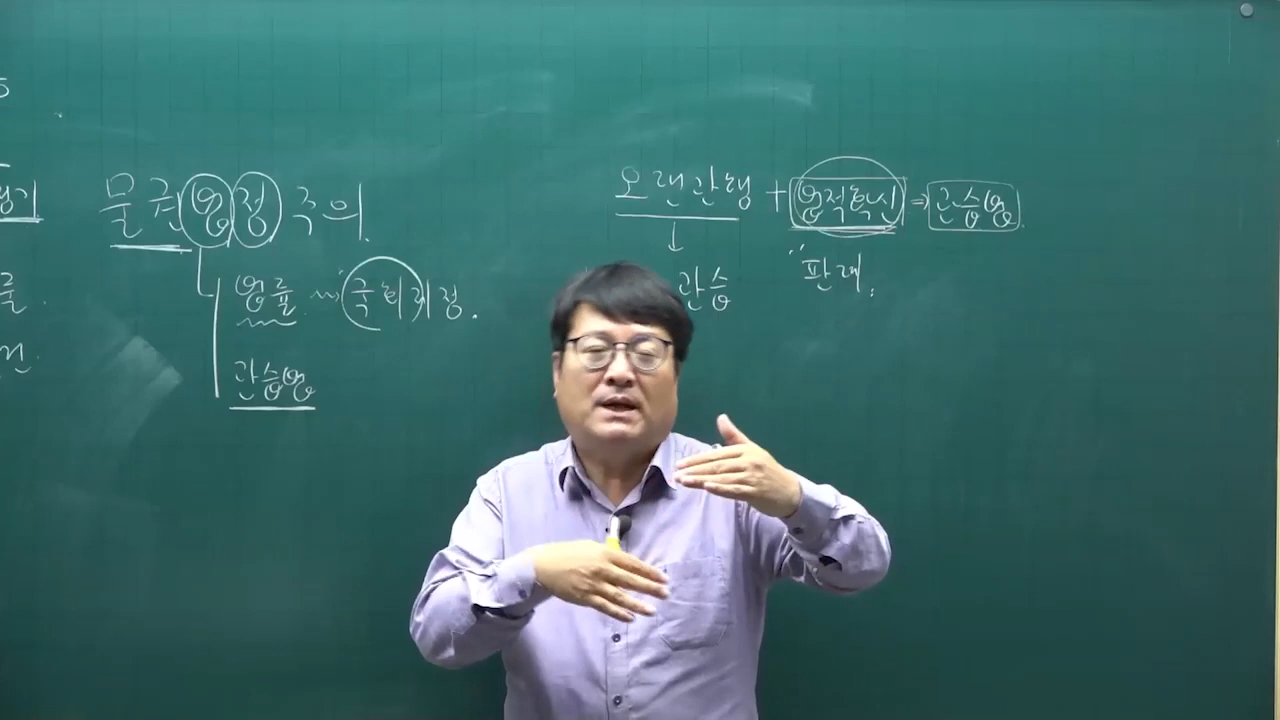 물권법정주의.
법률. 국회제정.
관습법
오랜관행 + 법적확신 ⇒ 관습법.
↓
관습 "판례.